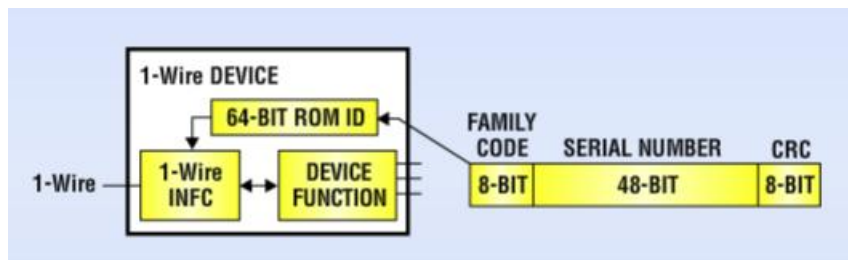 1-Wire DEVICE
64-BIT ROM ID
1-Wire
1-Wire
INFC
DEVICE
FUNCTION
FAMILY
CODE SERIAL NUMBER CRC
8-BIT 48-BIT 8-BIT